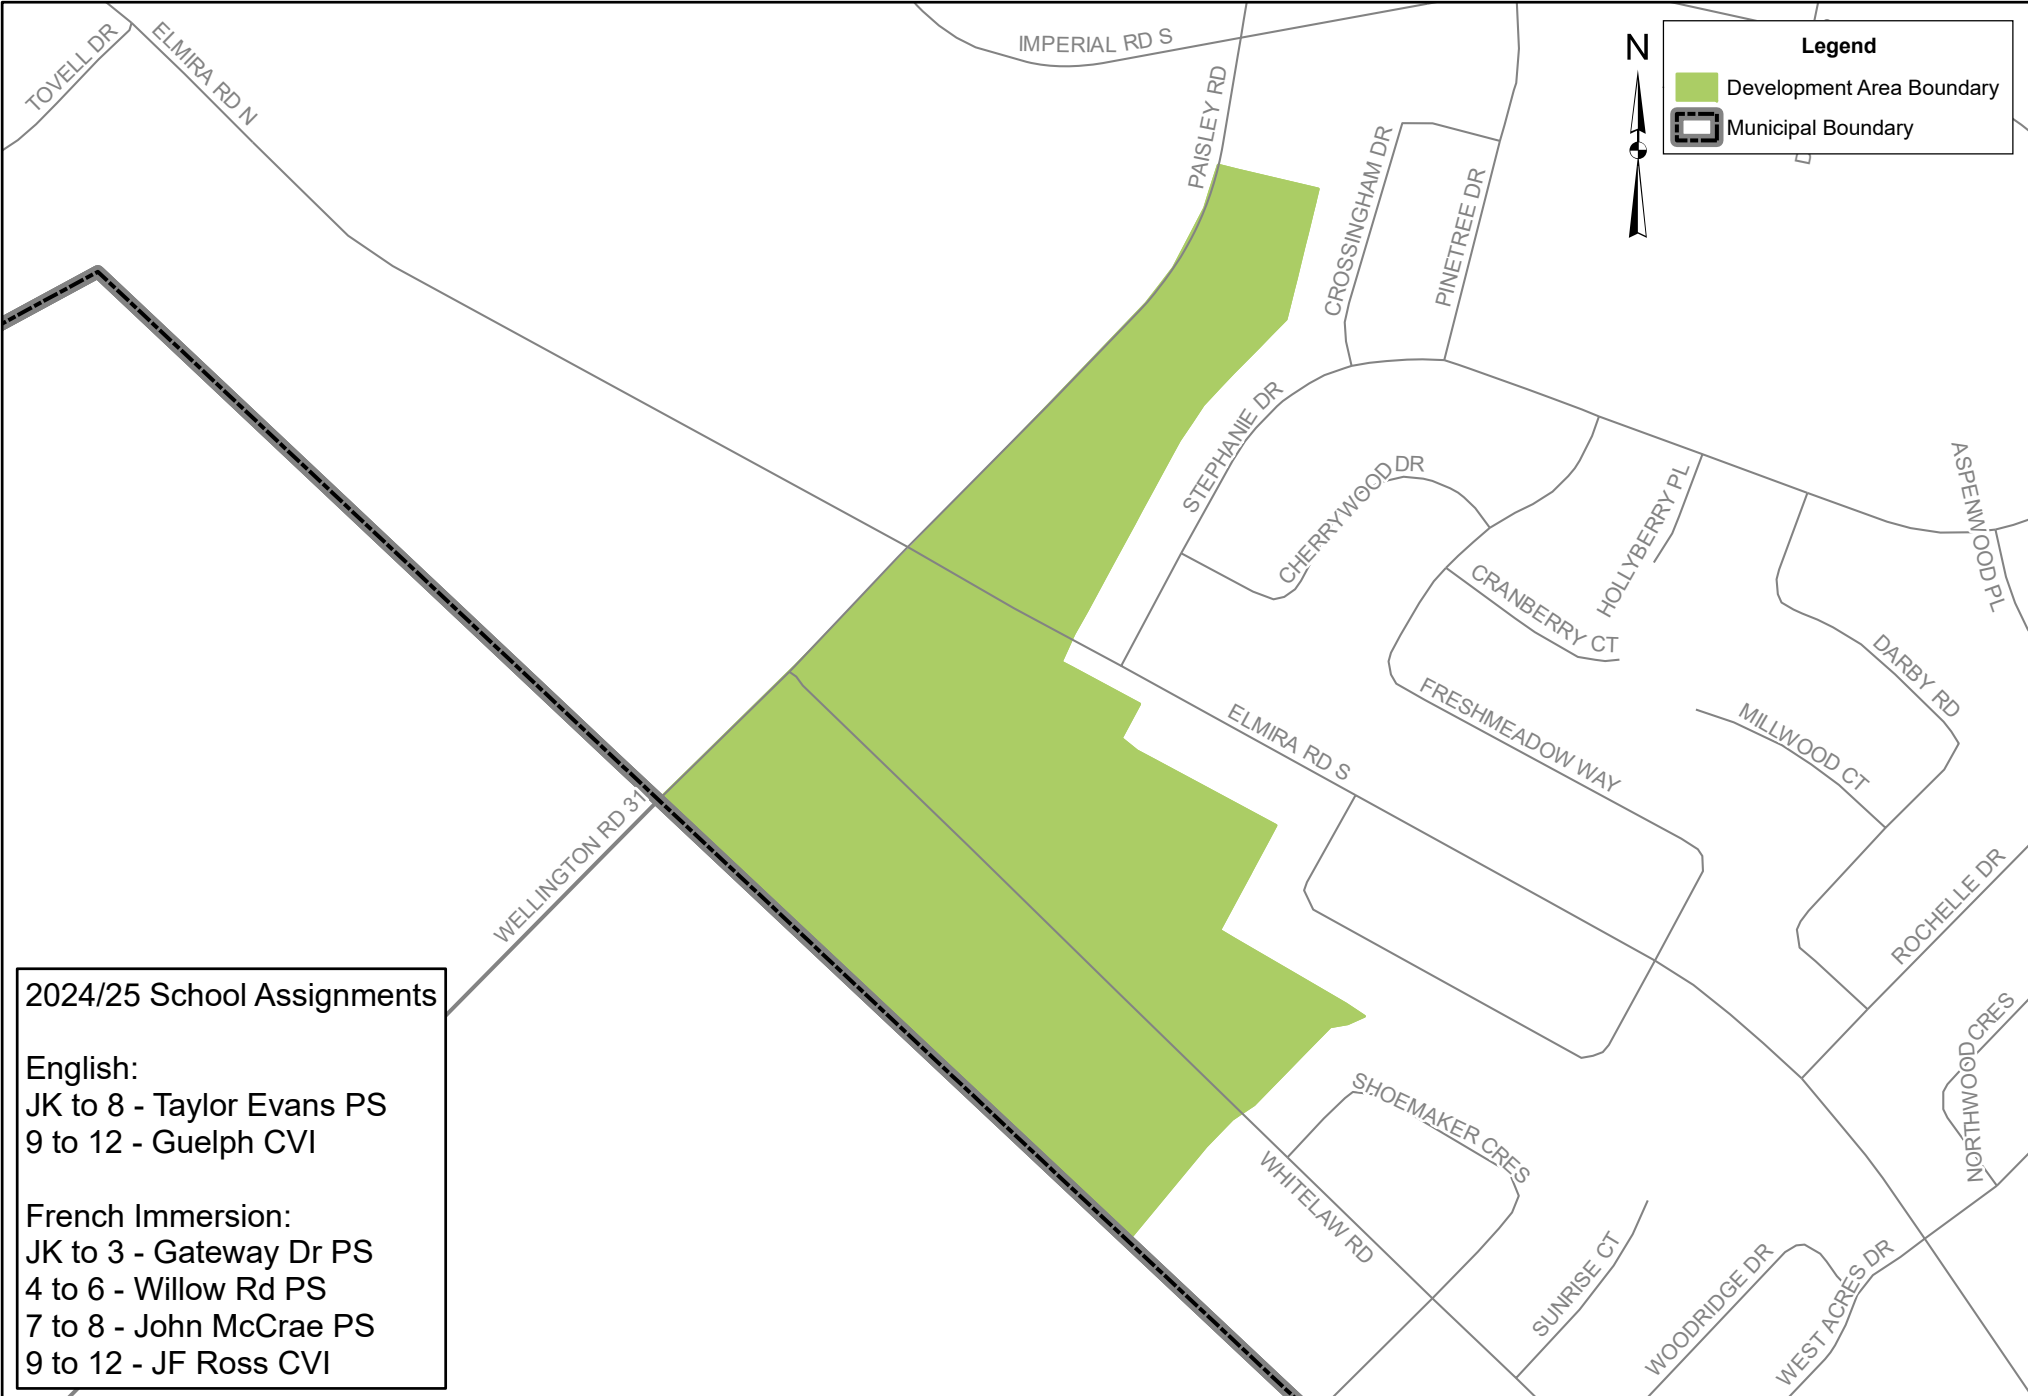 TOVELL DR
ELMIRA RD N
IMPERIAL RD S
PAISLEY RD
CROSSINGHAM DR
PINETREE DR
N
Legend
Development Area Boundary
Municipal Boundary
STEPHANIE DR
CHERRYWOOD DR
HOLLYBERRY PL
CRANBERRY CT
ASPENWOOD PL
DARBY RD
FRESHMEADOW WAY
MILLWOOD CT
ELMIRA RD S
ROCHELLE DR
WELLINGTON RD 31
NORTHWOOD CRES
SHOEMAKER CRES
WHITELAW RD
SUNRISE CT
WOODRIDGE DR
WEST ACRES DR
2024/25 School Assignments
English:
JK to 8 - Taylor Evans PS
9 to 12 - Guelph CVI
French Immersion:
JK to 3 - Gateway Dr PS
4 to 6 - Willow Rd PS
7 to 8 - John McCrae PS
9 to 12 - JF Ross CVI